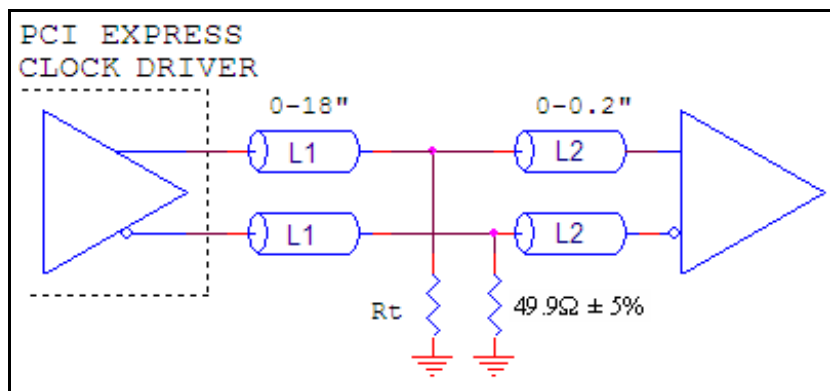 PCI EXPRESS
CLOCK DRIVER
0-18"
0-0.2"
L1
L2
L1
L2
Rt
49.9Ω ± 5%